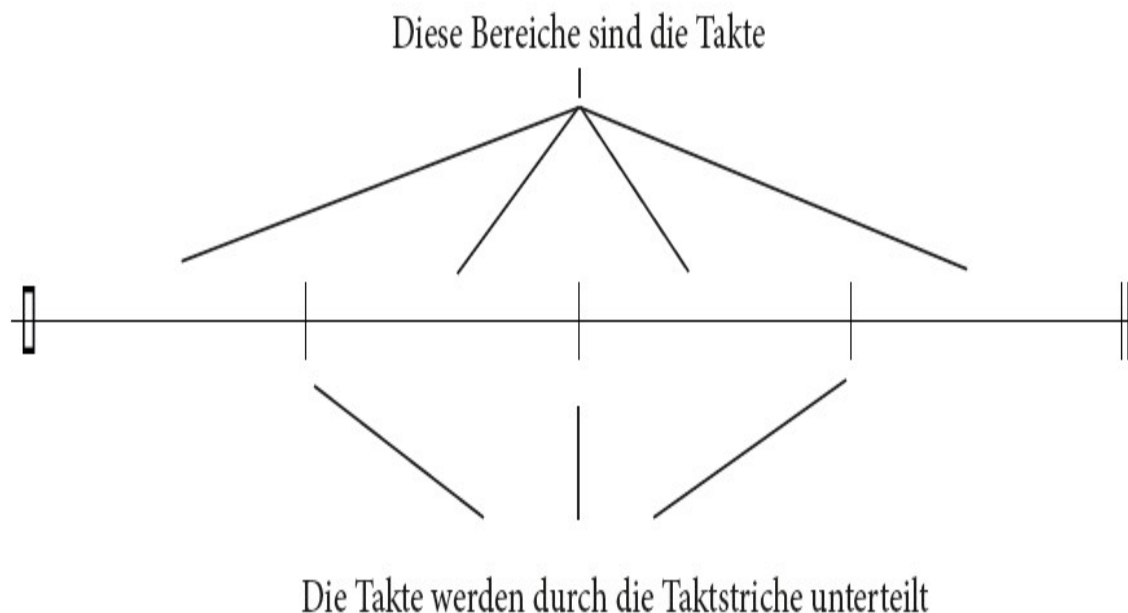 Diese Bereiche sind die Takte
Die Takte werden durch die Taktstriche unterteilt